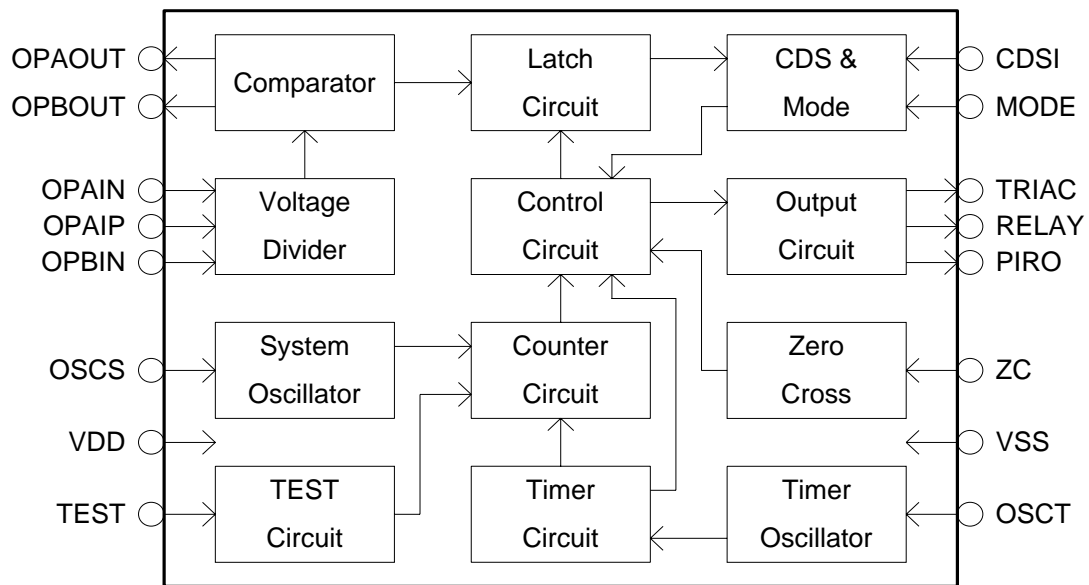 OPAOUT
OPBOUT
Comparator
Latch
Circuit
CDS &
Mode
CDSI
MODE
OPAIN
OPAIP
OPBIN
Voltage
Divider
Control
Circuit
Output
Circuit
TRIAC
RELAY
PIRO
OSCS
System
Oscillator
Counter
Circuit
Zero
Cross
ZC
VDD
VSS
TEST
TEST
Circuit
Timer
Circuit
Timer
Oscillator
OSCT